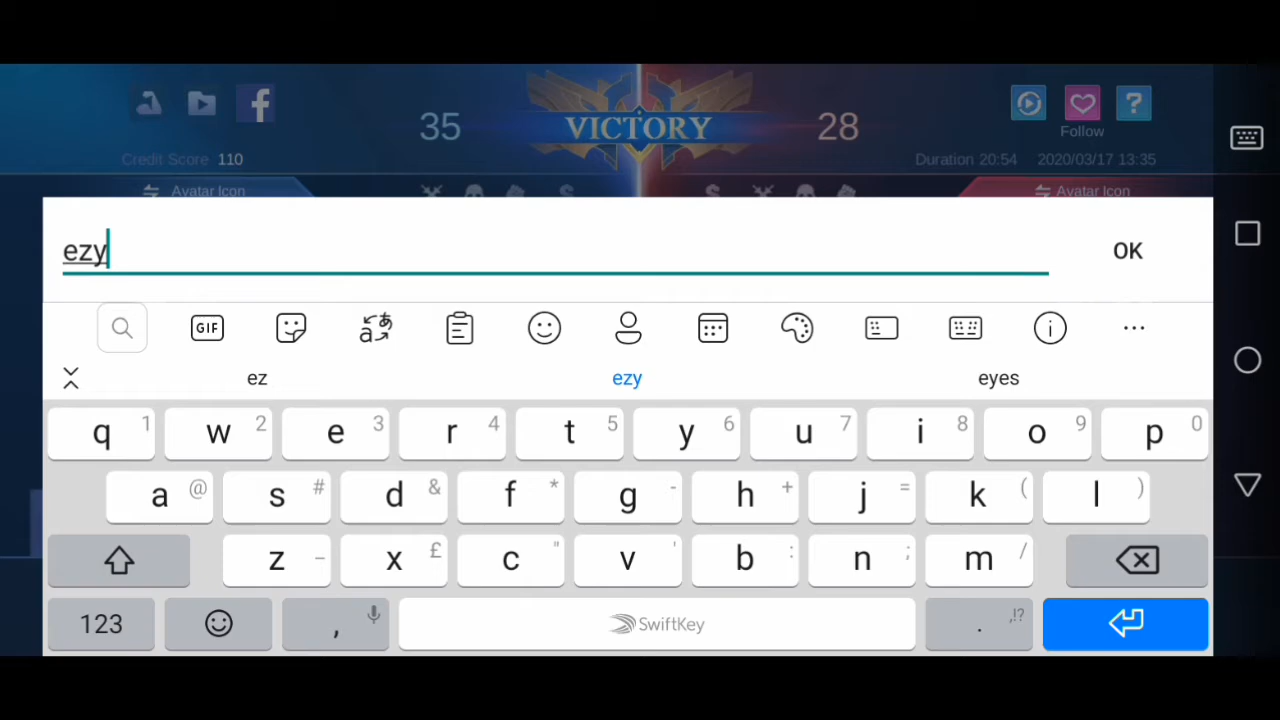 35 VICTORY 28
Follow
Credit Score 110 Duration 20:54 2020/03/17 13:35
Avatar Icon Avatar Icon
ezy OK
GIF
ez ezy eyes
q 1 w 2 e 3 r 4 t 5 y 6 u 7 i 8 o 9 p 0
a @ s # d & f * g - h + j = k ( l )
z _ x £ c " v ' b : n ; m /
123 , SwiftKey . ,!?